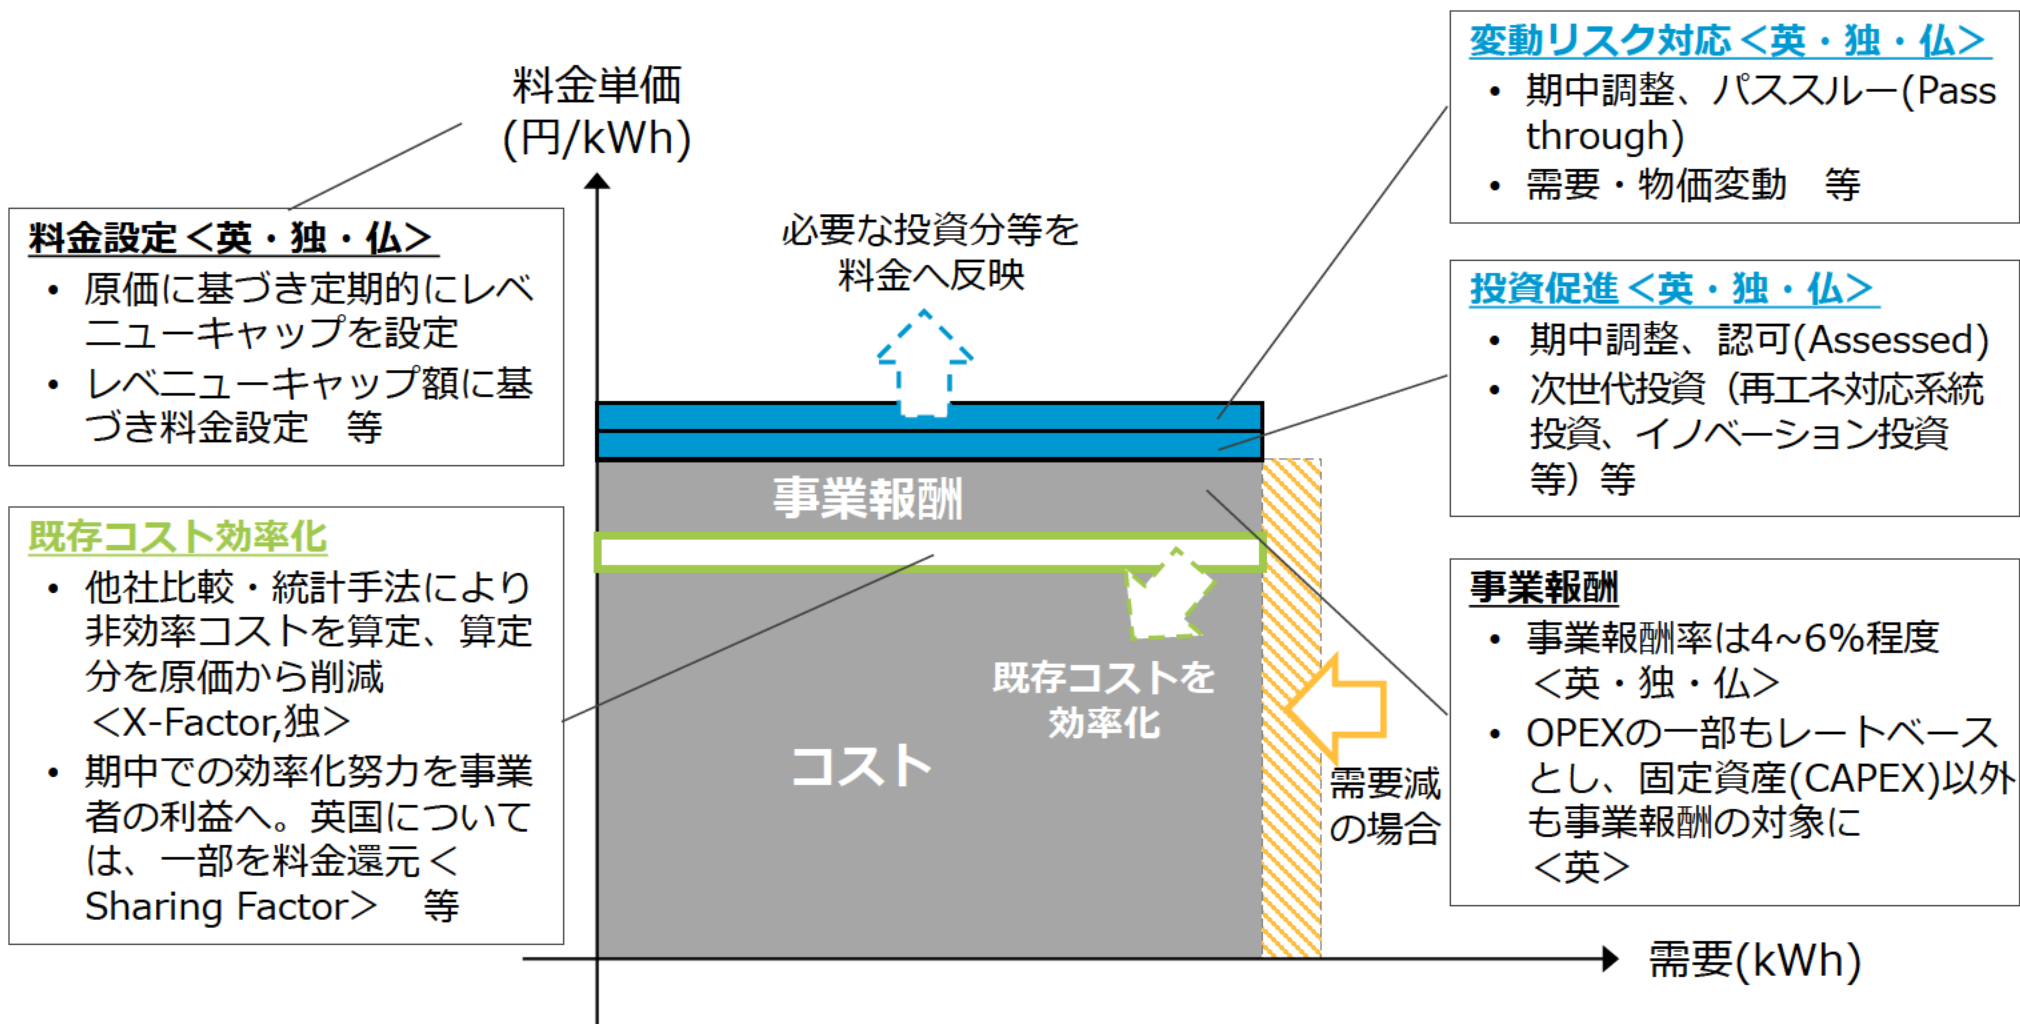 料金単価
(円/kWh)
料金設定＜英・独・仏＞
• 原価に基づき定期的にレベ
ニューキャップを設定
• レベニューキャップ額に基
づき料金設定　等
既存コスト効率化
• 他社比較・統計手法により
非効率コストを算定、算定
分を原価から削減
＜X-Factor,独＞
• 期中での効率化努力を事業
者の利益へ。英国について
は、一部を料金還元＜
Sharing Factor＞　等
必要な投資分等を
料金へ反映
事業報酬
既存コストを
効率化
コスト
需要減
の場合
需要(kWh)
変動リスク対応＜英・独・仏＞
• 期中調整、パススルー(Pass
through)
• 需要・物価変動　等
投資促進＜英・独・仏＞
• 期中調整、認可(Assessed)
• 次世代投資（再エネ対応系統
投資、イノベーション投資
等）等
事業報酬
• 事業報酬率は4~6%程度
＜英・独・仏＞
• OPEXの一部もレートベース
とし、固定資産(CAPEX)以外
も事業報酬の対象に
＜英＞